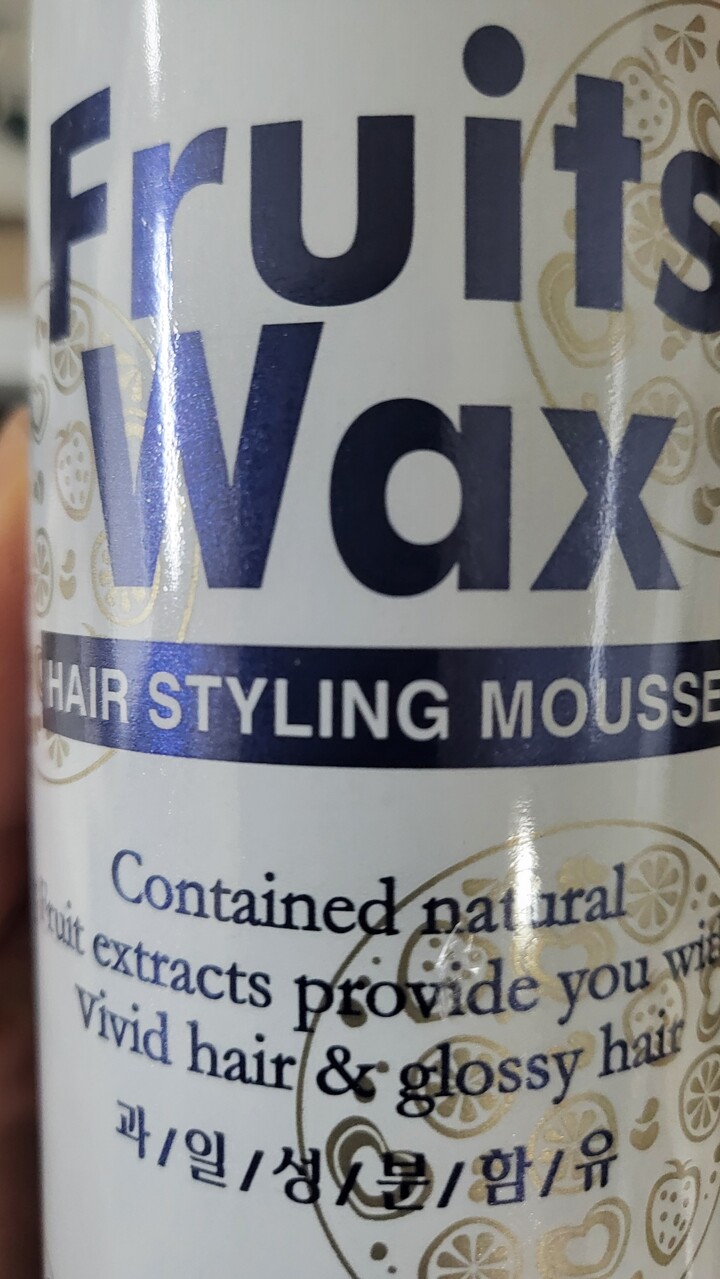 Fruits
Wax
HAIR STYLING MOUSSE
Contained natural
Fruit extracts provide you with
Vivid hair & glossy hair
과/일/성/분/함/유